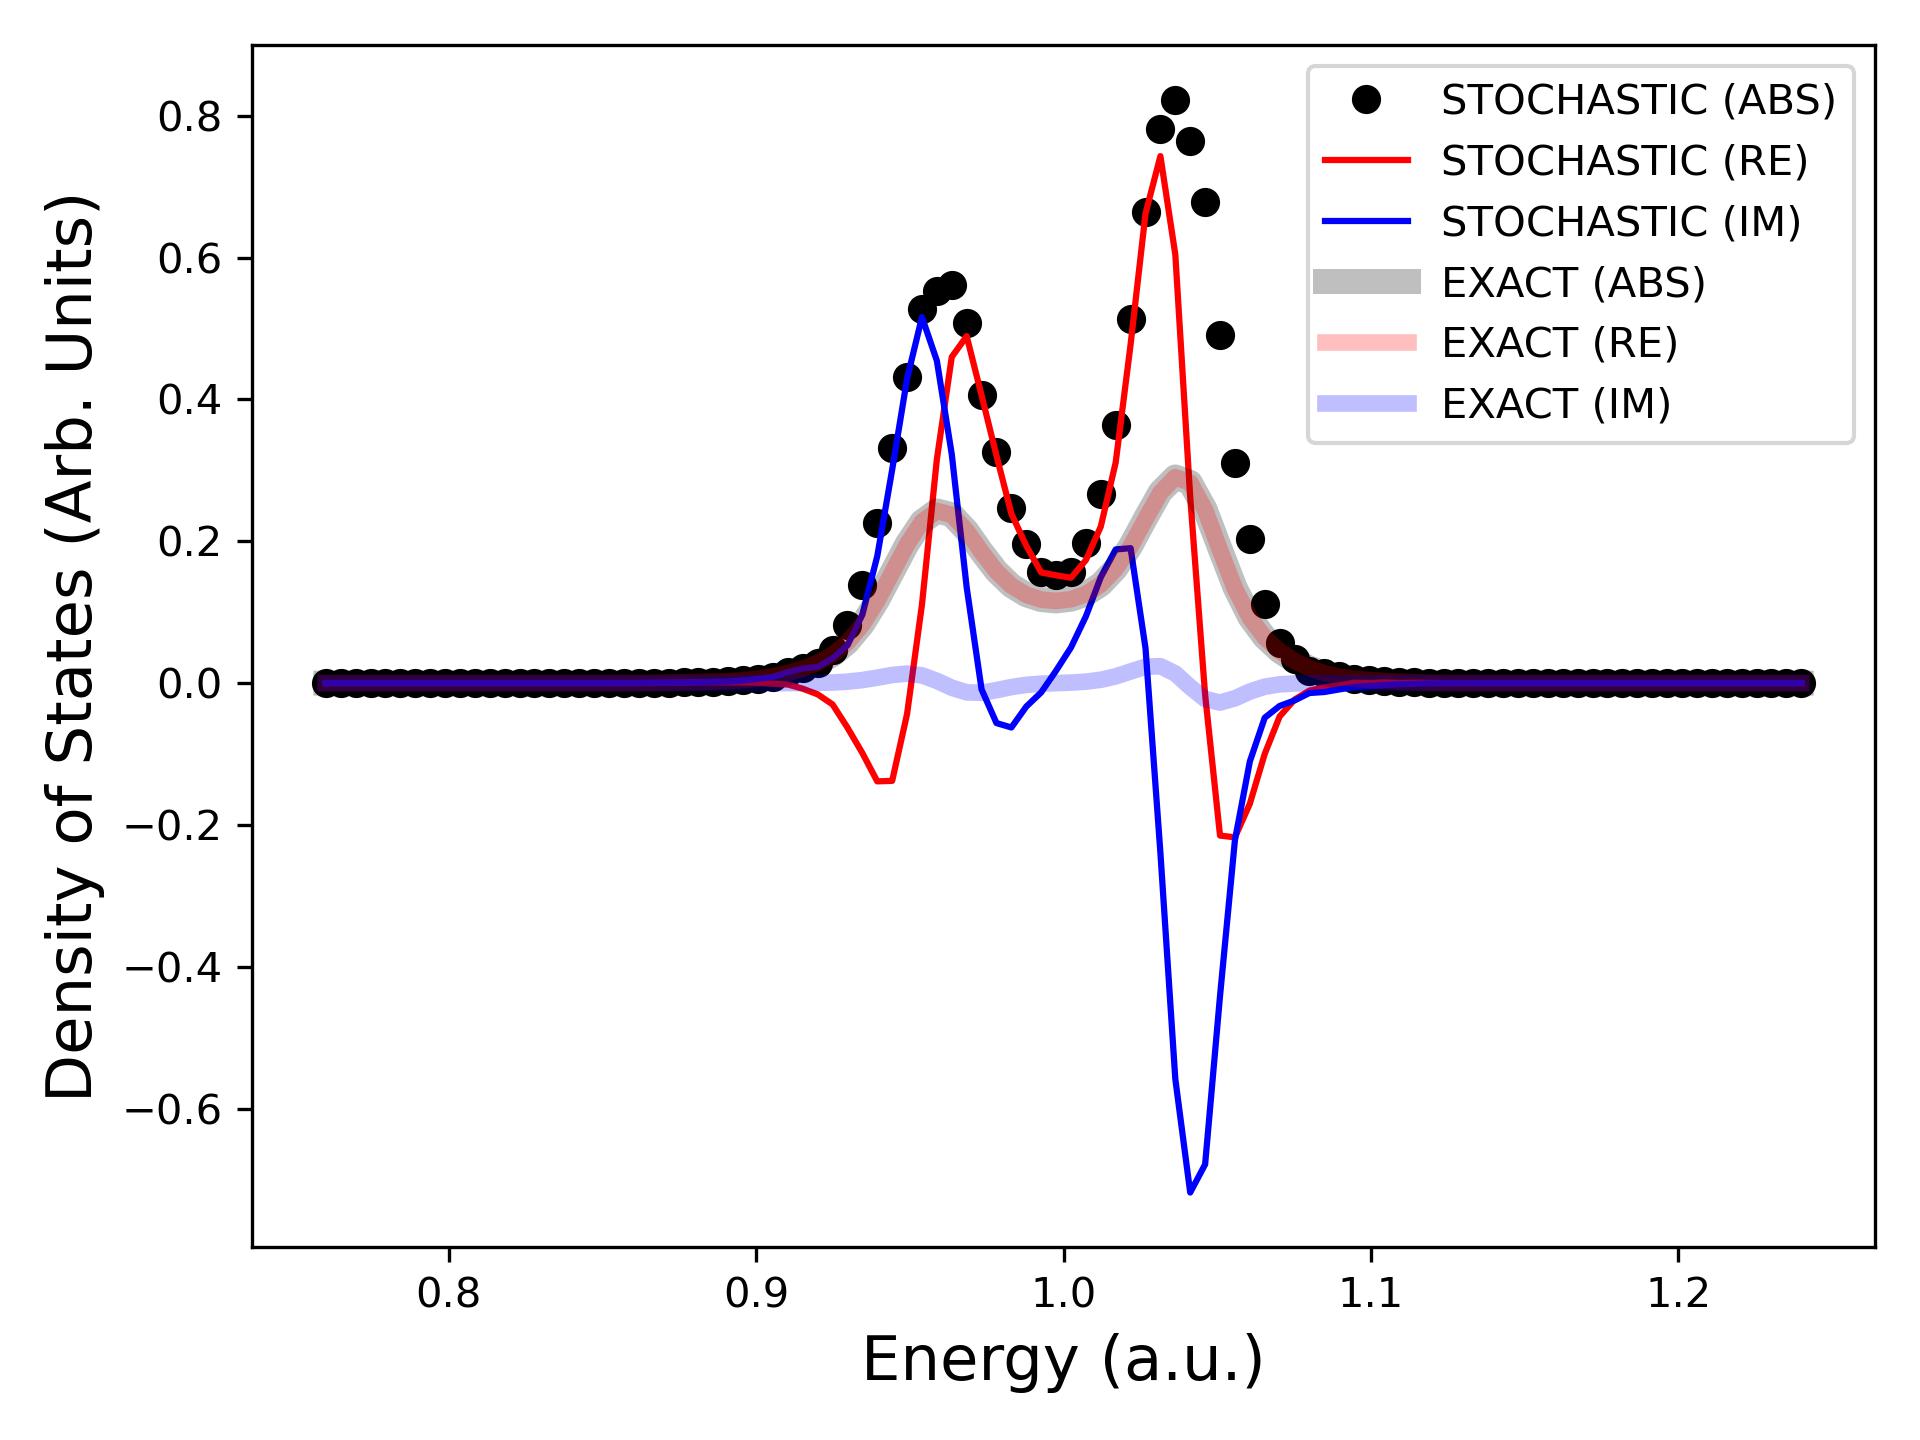 STOCHASTIC (ABS)
STOCHASTIC (RE)
STOCHASTIC (IM)
EXACT (ABS)
EXACT (RE)
EXACT (IM)
Density of States (Arb. Units)
0.8
0.6
0.4
0.2
0.0
−0.2
−0.4
−0.6
0.8 0.9 1.0 1.1 1.2
Energy (a.u.)